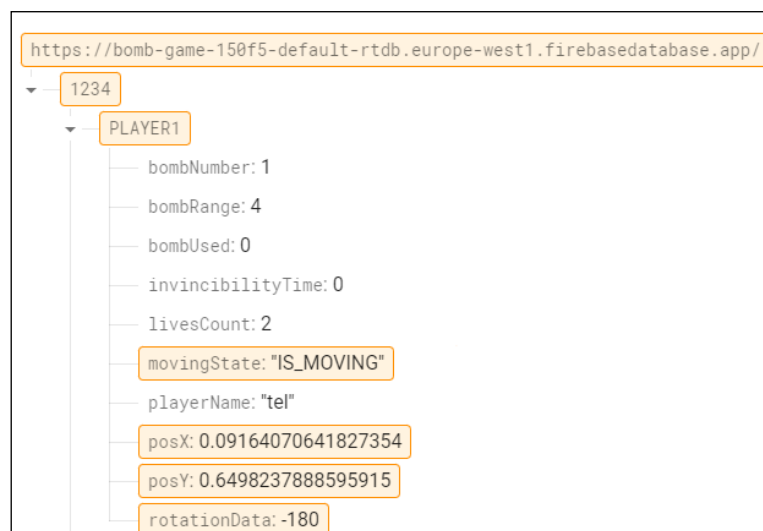 https://bomb-game-150f5-default-rtdb.europe-west1.firebasedatabase.app/
1234
PLAYER1
bombNumber: 1
bombRange: 4
bombUsed: 0
invincibilityTime: 0
livesCount: 2
movingState: "IS_MOVING"
playerName: "tel"
posX: 0.09164070641827354
posY: 0.6498237888595915
rotationData: -180